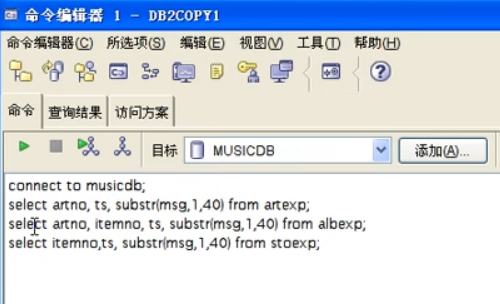 命令编辑器 1 - DB2COPY1
命令编辑器(C) 所选项(S) 编辑(E) 视图(V) 工具(T) 帮助(H)
命令 查询结果 访问方案
目标 MUSICDB 添加(A)...
connect to musicdb;
select artno, ts, substr(msg,1,40) from artexp;
select artno, itemno, ts, substr(msg,1,40) from albexp;
select itemno,ts, substr(msg,1,40) from stoexp;